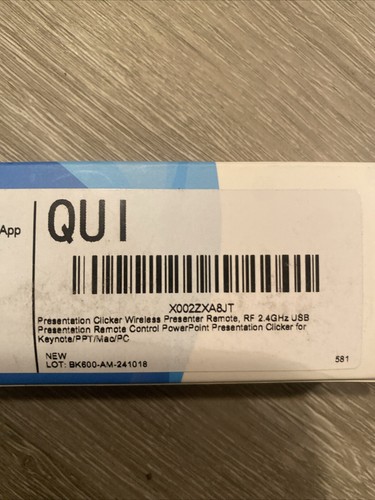 App
QUI
X002ZXA8JT
Presentation Clicker Wireless Presenter Remote, RF 2.4GHz USB
Presentation Remote Control PowerPoint Presentation Clicker for
Keynote/PPT/Mac/PC
NEW
LOT: BK600-AM-241018
581